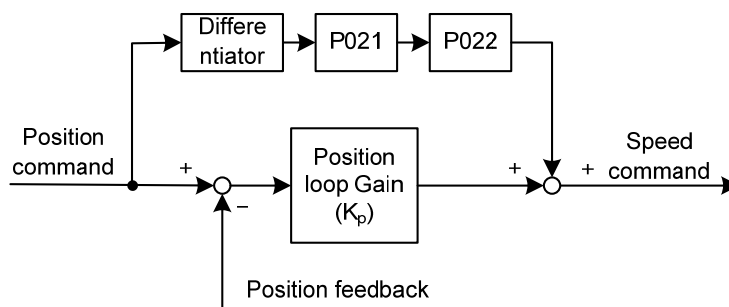 Differe
ntiator
P021
P022
Position
command
+
−
Position
loop Gain
(Kp)
+
+
Speed
command
Position feedback